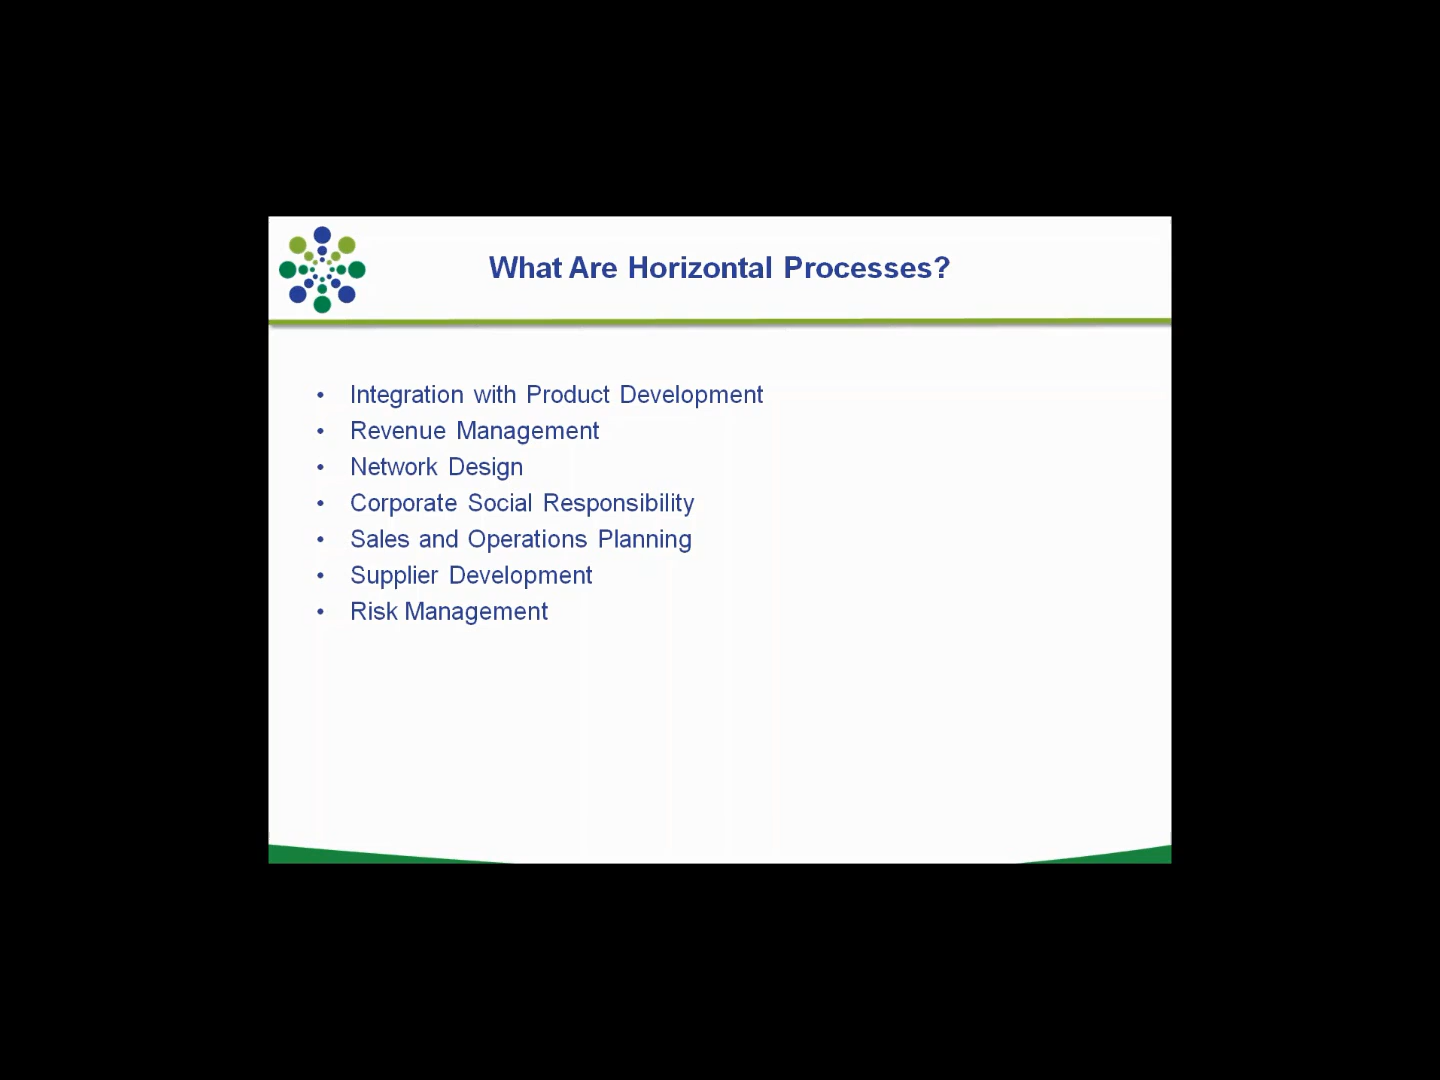 What Are Horizontal Processes?
• Integration with Product Development
• Revenue Management
• Network Design
• Corporate Social Responsibility
• Sales and Operations Planning
• Supplier Development
• Risk Management